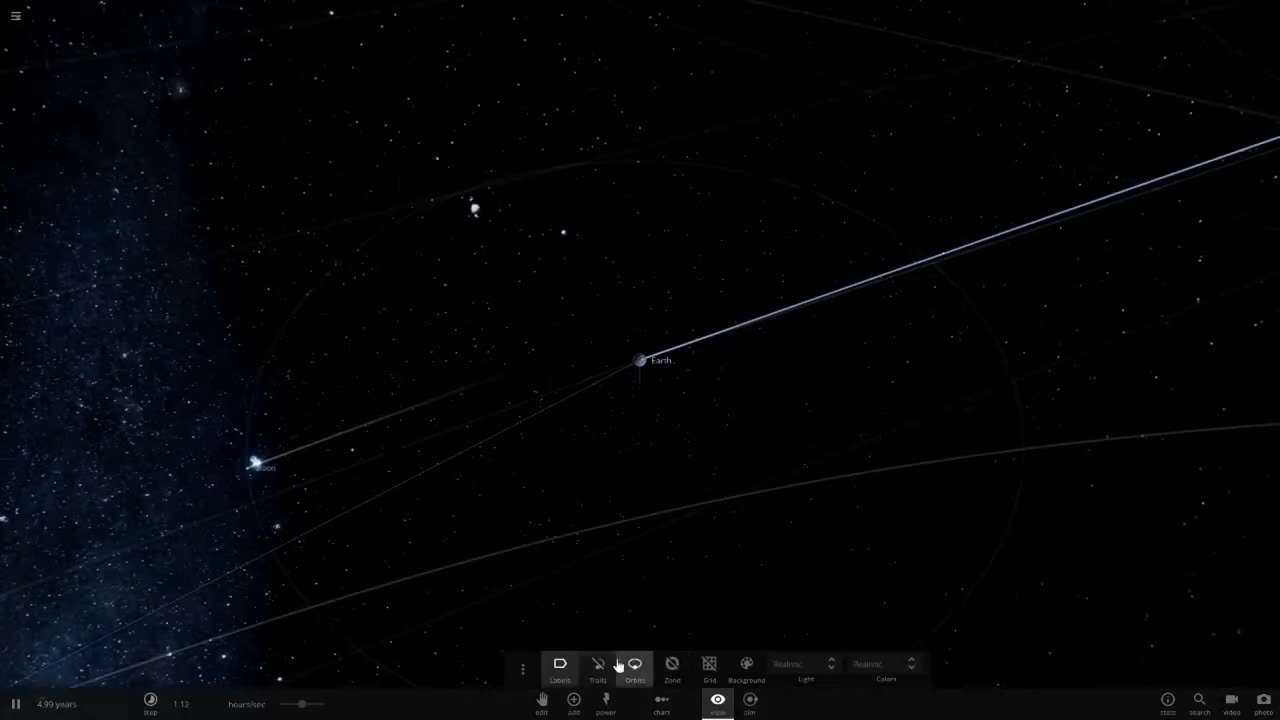 Earth
Moon
Labels
Trails
Orbits
Zone
Grid
Background
Realistic
Light
Realistic
Colors
4.99 years
step
1.12
hours/sec
edit
add
power
chart
view
sim
stats
search
video
photo